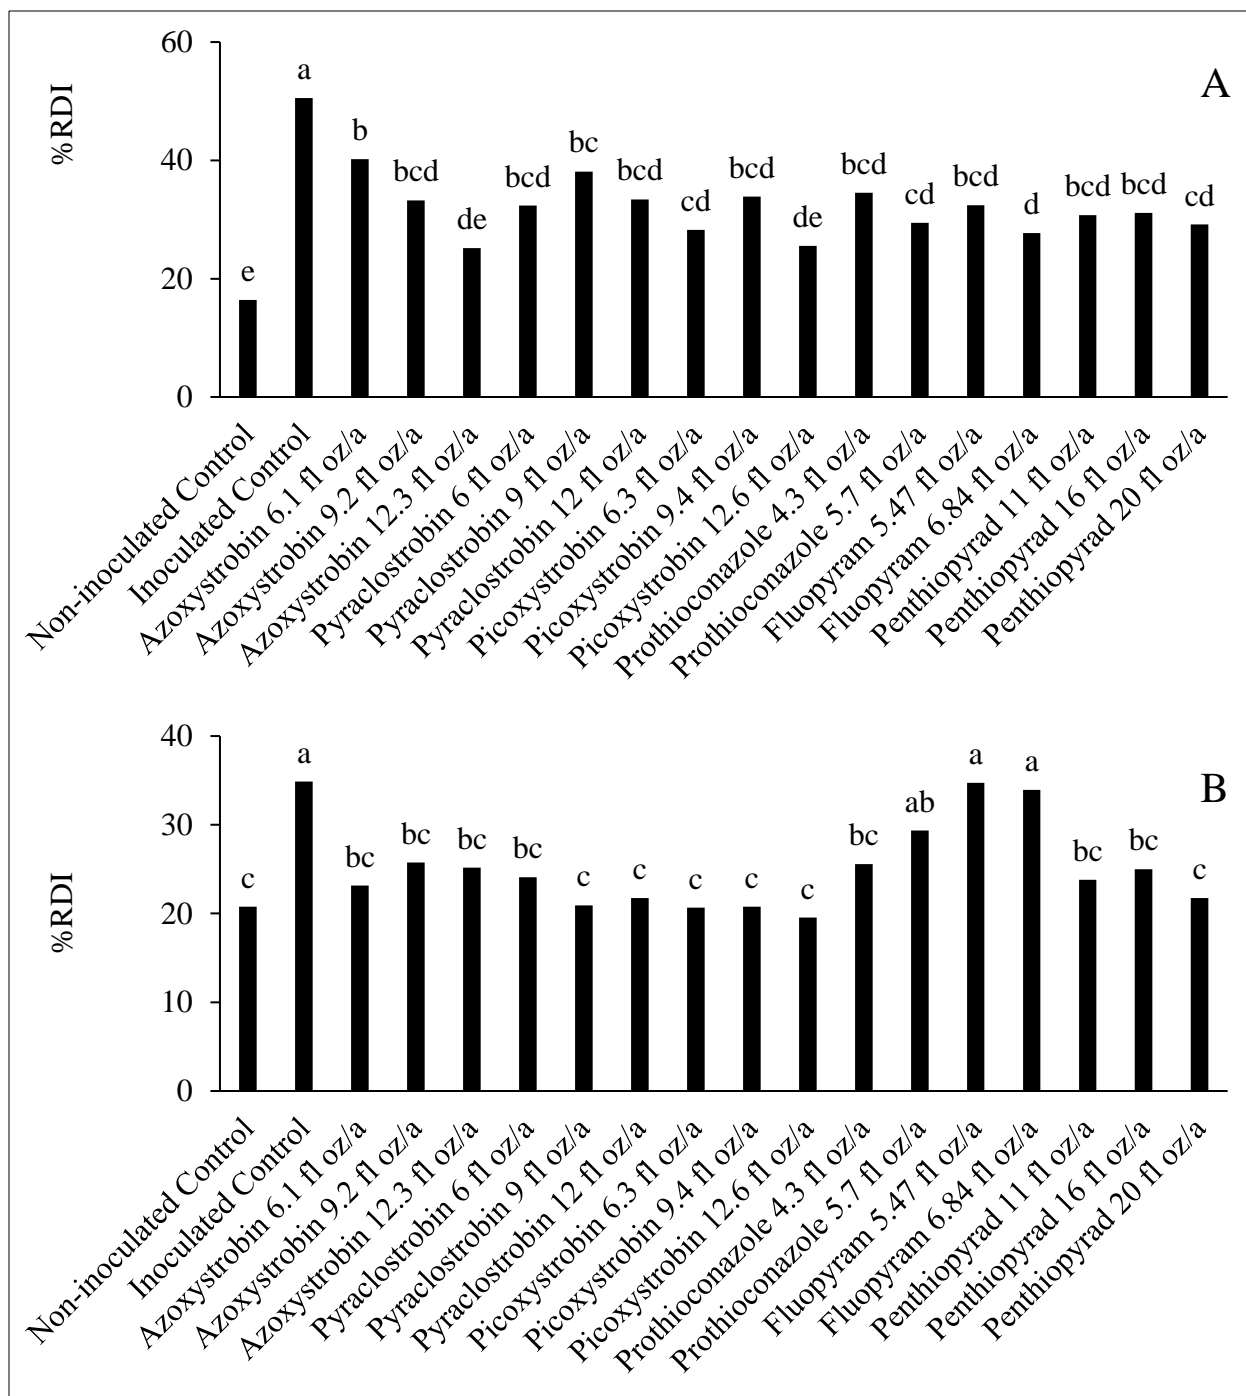 60
40
20
0
%RDI
A
e
a
b
bcd
de
bcd
bc
bcd
cd
bcd
de
bcd
cd
bcd
d
bcd
bcd
cd
Non-inoculated Control
Inoculated Control
Azoxystrobin 6.1 fl oz/a
Azoxystrobin 9.2 fl oz/a
Azoxystrobin 12.3 fl oz/a
Pyraclostrobin 6 fl oz/a
Pyraclostrobin 9 fl oz/a
Pyraclostrobin 12 fl oz/a
Picoxystrobin 6.3 fl oz/a
Picoxystrobin 9.4 fl oz/a
Picoxystrobin 12.6 fl oz/a
Prothioconazole 4.3 fl oz/a
Prothioconazole 5.7 fl oz/a
Fluopyram 5.47 fl oz/a
Fluopyram 6.84 fl oz/a
Penthiopyrad 11 fl oz/a
Penthiopyrad 16 fl oz/a
Penthiopyrad 20 fl oz/a
40
30
20
10
0
%RDI
B
c
a
bc
bc
bc
bc
c
c
c
c
c
bc
ab
a
a
bc
bc
c
Non-inoculated Control
Inoculated Control
Azoxystrobin 6.1 fl oz/a
Azoxystrobin 9.2 fl oz/a
Azoxystrobin 12.3 fl oz/a
Pyraclostrobin 6 fl oz/a
Pyraclostrobin 9 fl oz/a
Pyraclostrobin 12 fl oz/a
Picoxystrobin 6.3 fl oz/a
Picoxystrobin 9.4 fl oz/a
Picoxystrobin 12.6 fl oz/a
Prothioconazole 4.3 fl oz/a
Prothioconazole 5.7 fl oz/a
Fluopyram 5.47 fl oz/a
Fluopyram 6.84 fl oz/a
Penthiopyrad 11 fl oz/a
Penthiopyrad 16 fl oz/a
Penthiopyrad 20 fl oz/a